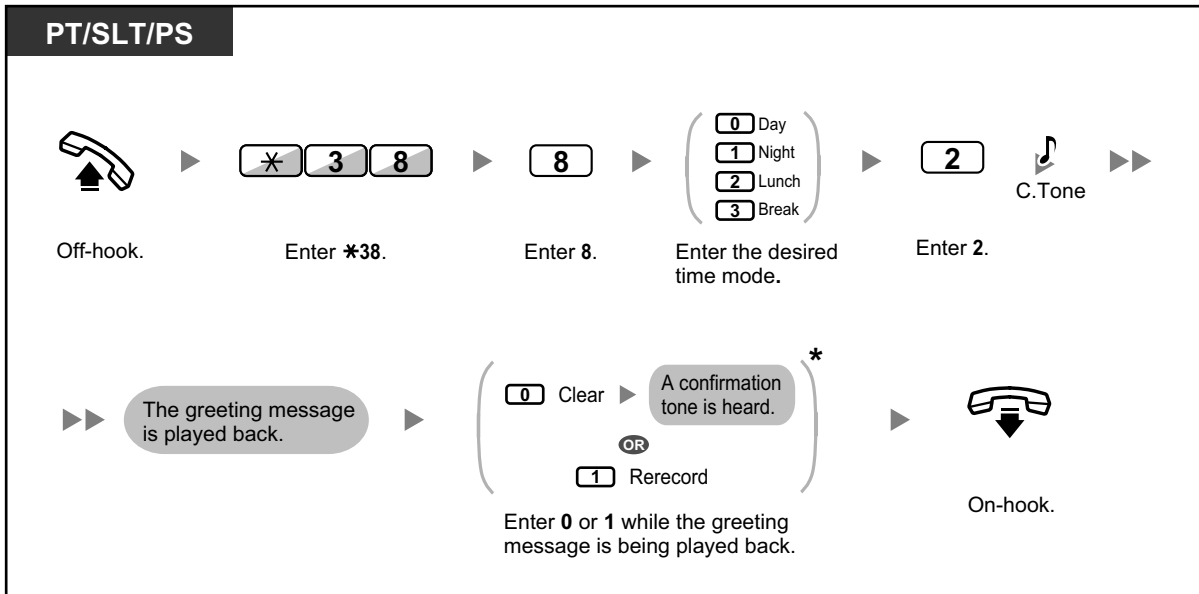 PT/SLT/PS
✳ 3 8
8
0 Day
1 Night
2 Lunch
3 Break
2
C.Tone
Off-hook.
Enter ✳38.
Enter 8.
Enter the desired
time mode.
Enter 2.
The greeting message
is played back.
0 Clear
A confirmation
tone is heard.
OR
1 Rerecord
*
Enter 0 or 1 while the greeting
message is being played back.
On-hook.